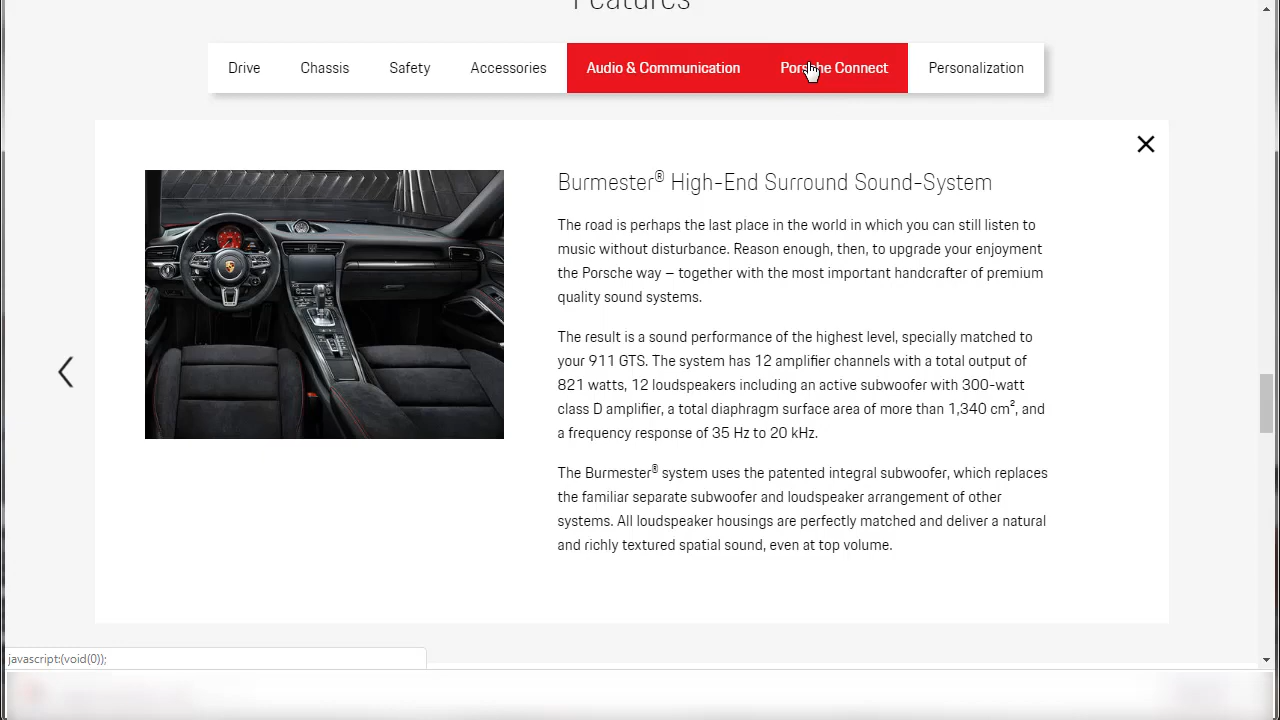 Features
Drive Chassis Safety Accessories Audio & Communication Porsche Connect Personalization
Burmester® High-End Surround Sound-System
The road is perhaps the last place in the world in which you can still listen to
music without disturbance. Reason enough, then, to upgrade your enjoyment
the Porsche way – together with the most important handcrafter of premium
quality sound systems.
The result is a sound performance of the highest level, specially matched to
your 911 GTS. The system has 12 amplifier channels with a total output of
821 watts, 12 loudspeakers including an active subwoofer with 300-watt
class D amplifier, a total diaphragm surface area of more than 1,340 cm², and
a frequency response of 35 Hz to 20 kHz.
The Burmester® system uses the patented integral subwoofer, which replaces
the familiar separate subwoofer and loudspeaker arrangement of other
systems. All loudspeaker housings are perfectly matched and deliver a natural
and richly textured spatial sound, even at top volume.
javascript:(void(0));